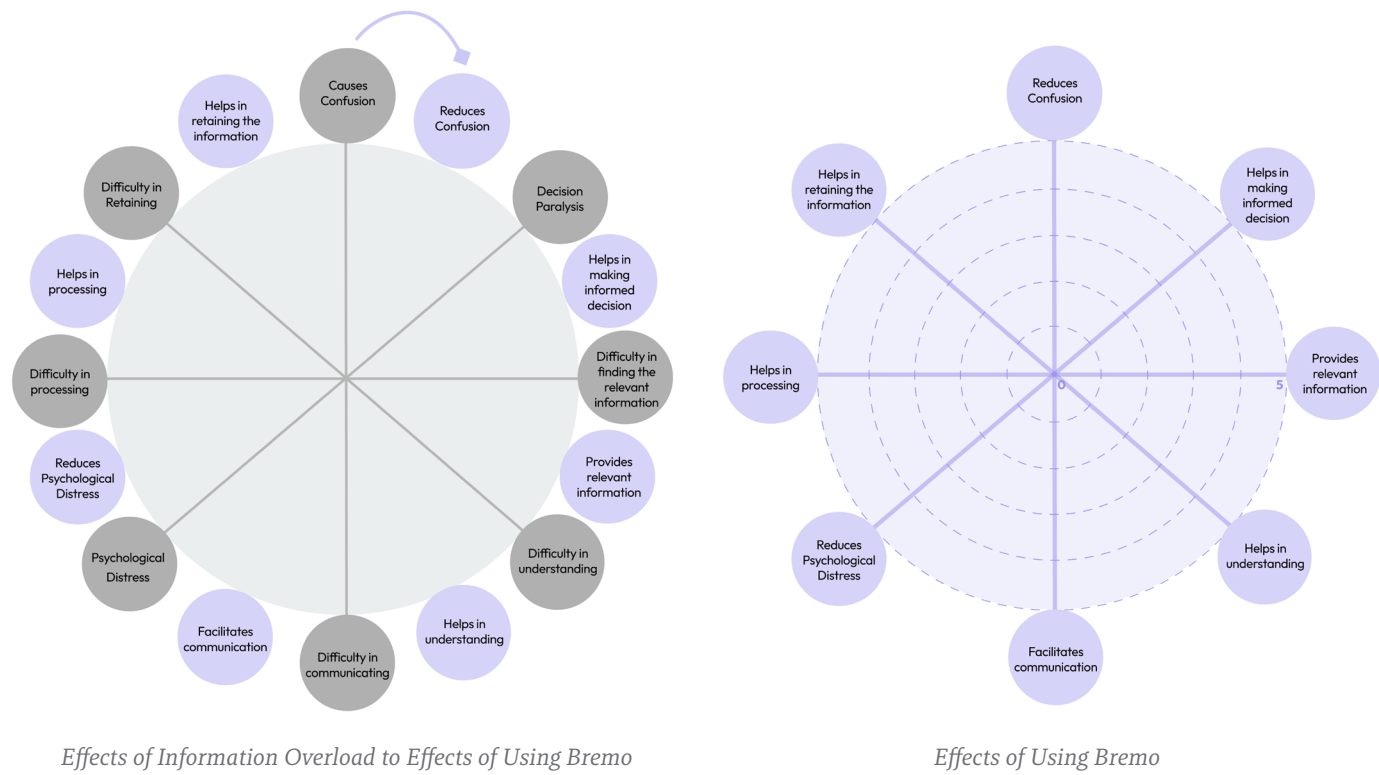 Causes
Confusion
Reduces
Confusion
Decision
Paralysis
Helps in
making
informed
decision
Difficulty in
finding the
relevant
information
Provides
relevant
information
Difficulty in
understanding
Helps in
understanding
Difficulty in
communicating
Facilitates
communication
Psychological
Distress
Reduces
Psychological
Distress
Difficulty in
processing
Helps in
processing
Difficulty in
Retaining
Helps in
retaining the
information
Effects of Information Overload to Effects of Using Bremo
Reduces
Confusion
Helps in
making
informed
decision
Provides
relevant
information
Helps in
understanding
Facilitates
communication
Reduces
Psychological
Distress
Helps in
processing
Helps in
retaining the
information
0
5
Effects of Using Bremo